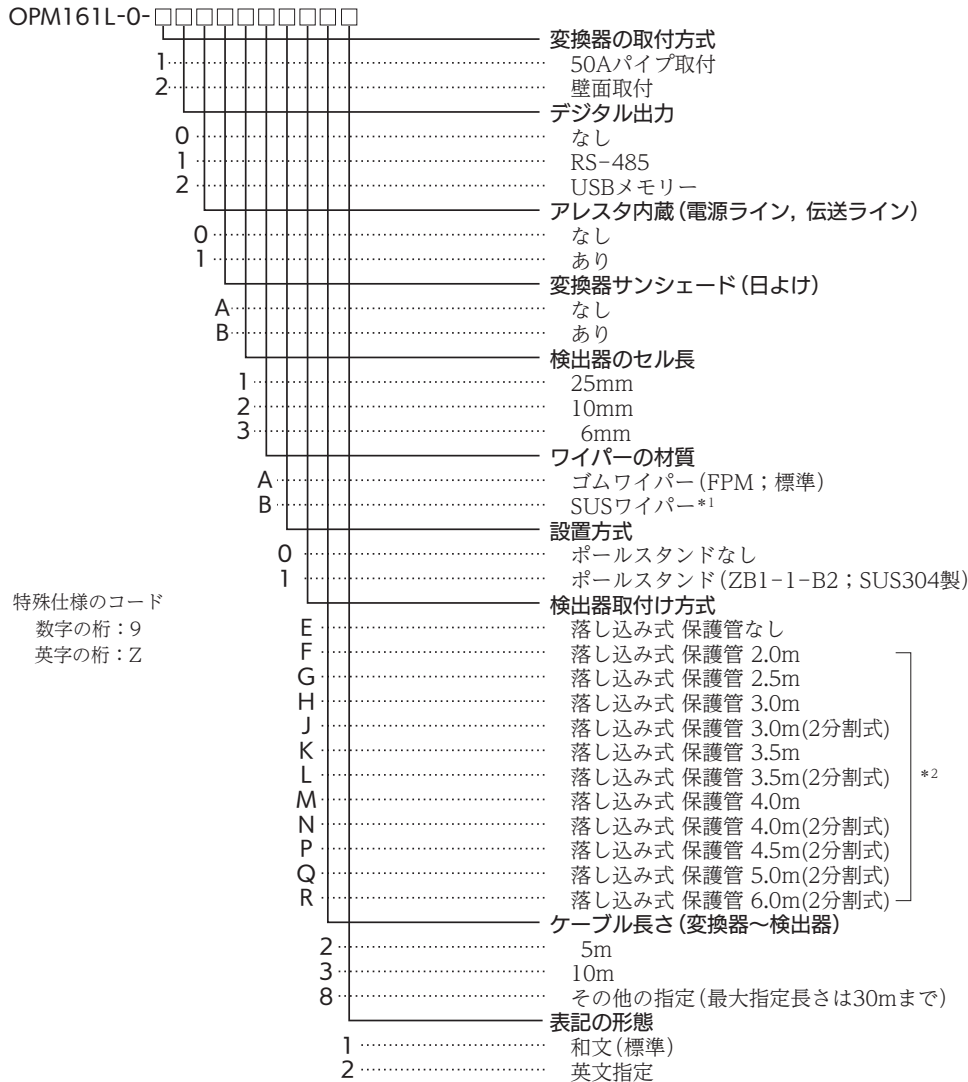 OPM161L-0-□□□□□□□□□□
変換器の取付方式
1 50Aパイプ取付
2 壁面取付
デジタル出力
0 なし
1 RS-485
2 USBメモリー
アレスタ内蔵(電源ライン, 伝送ライン)
0 なし
1 あり
変換器サンシェード(日よけ)
A なし
B あり
検出器のセル長
1 25mm
2 10mm
3 6mm
ワイパーの材質
A ゴムワイパー(FPM;標準)
B SUSワイパー*1
設置方式
0 ポールスタンドなし
1 ポールスタンド(ZB1-1-B2;SUS304製)
特殊仕様のコード
数字の桁:9
英字の桁:Z
検出器取付け方式
E 落し込み式 保護管なし
F 落し込み式 保護管 2.0m
G 落し込み式 保護管 2.5m
H 落し込み式 保護管 3.0m
J 落し込み式 保護管 3.0m(2分割式)
K 落し込み式 保護管 3.5m
L 落し込み式 保護管 3.5m(2分割式) *2
M 落し込み式 保護管 4.0m
N 落し込み式 保護管 4.0m(2分割式)
P 落し込み式 保護管 4.5m(2分割式)
Q 落し込み式 保護管 5.0m(2分割式)
R 落し込み式 保護管 6.0m(2分割式)
ケーブル長さ(変換器～検出器)
2 5m
3 10m
8 その他の指定(最大指定長さは30mまで)
表記の形態
1 和文(標準)
2 英文指定